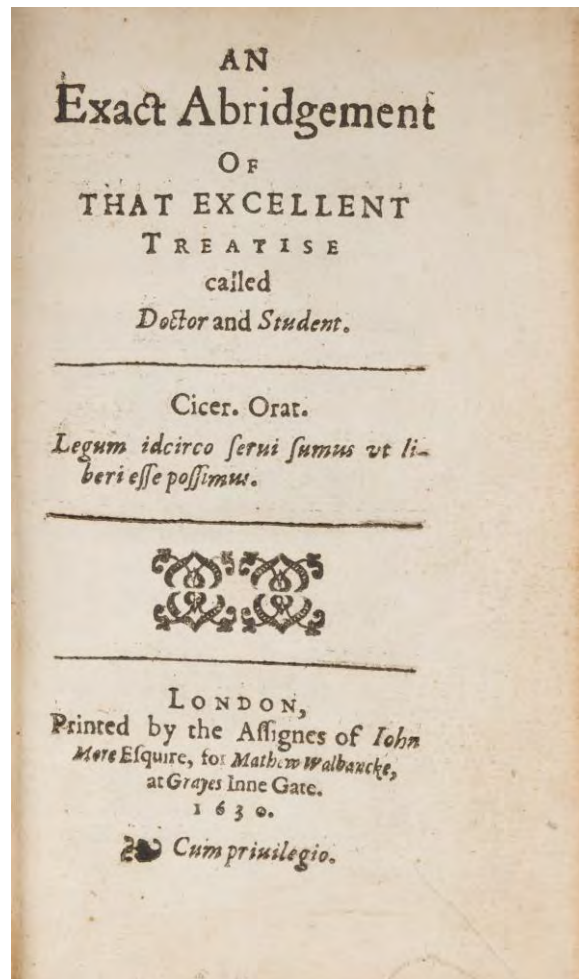 AN
Exact Abridgement
OF
THAT EXCELLENT
TREATISE
called
Doctor and Student.
Cicer. Orat.
Legum idcirco ſerui ſumus vt li-
beri eſſe poſſimus.
LONDON,
Printed by the Aſſignes of Iohn
More Eſquire, for Mathew Walbancke,
at Grayes Inne Gate.
1630.
Cum priuilegio.